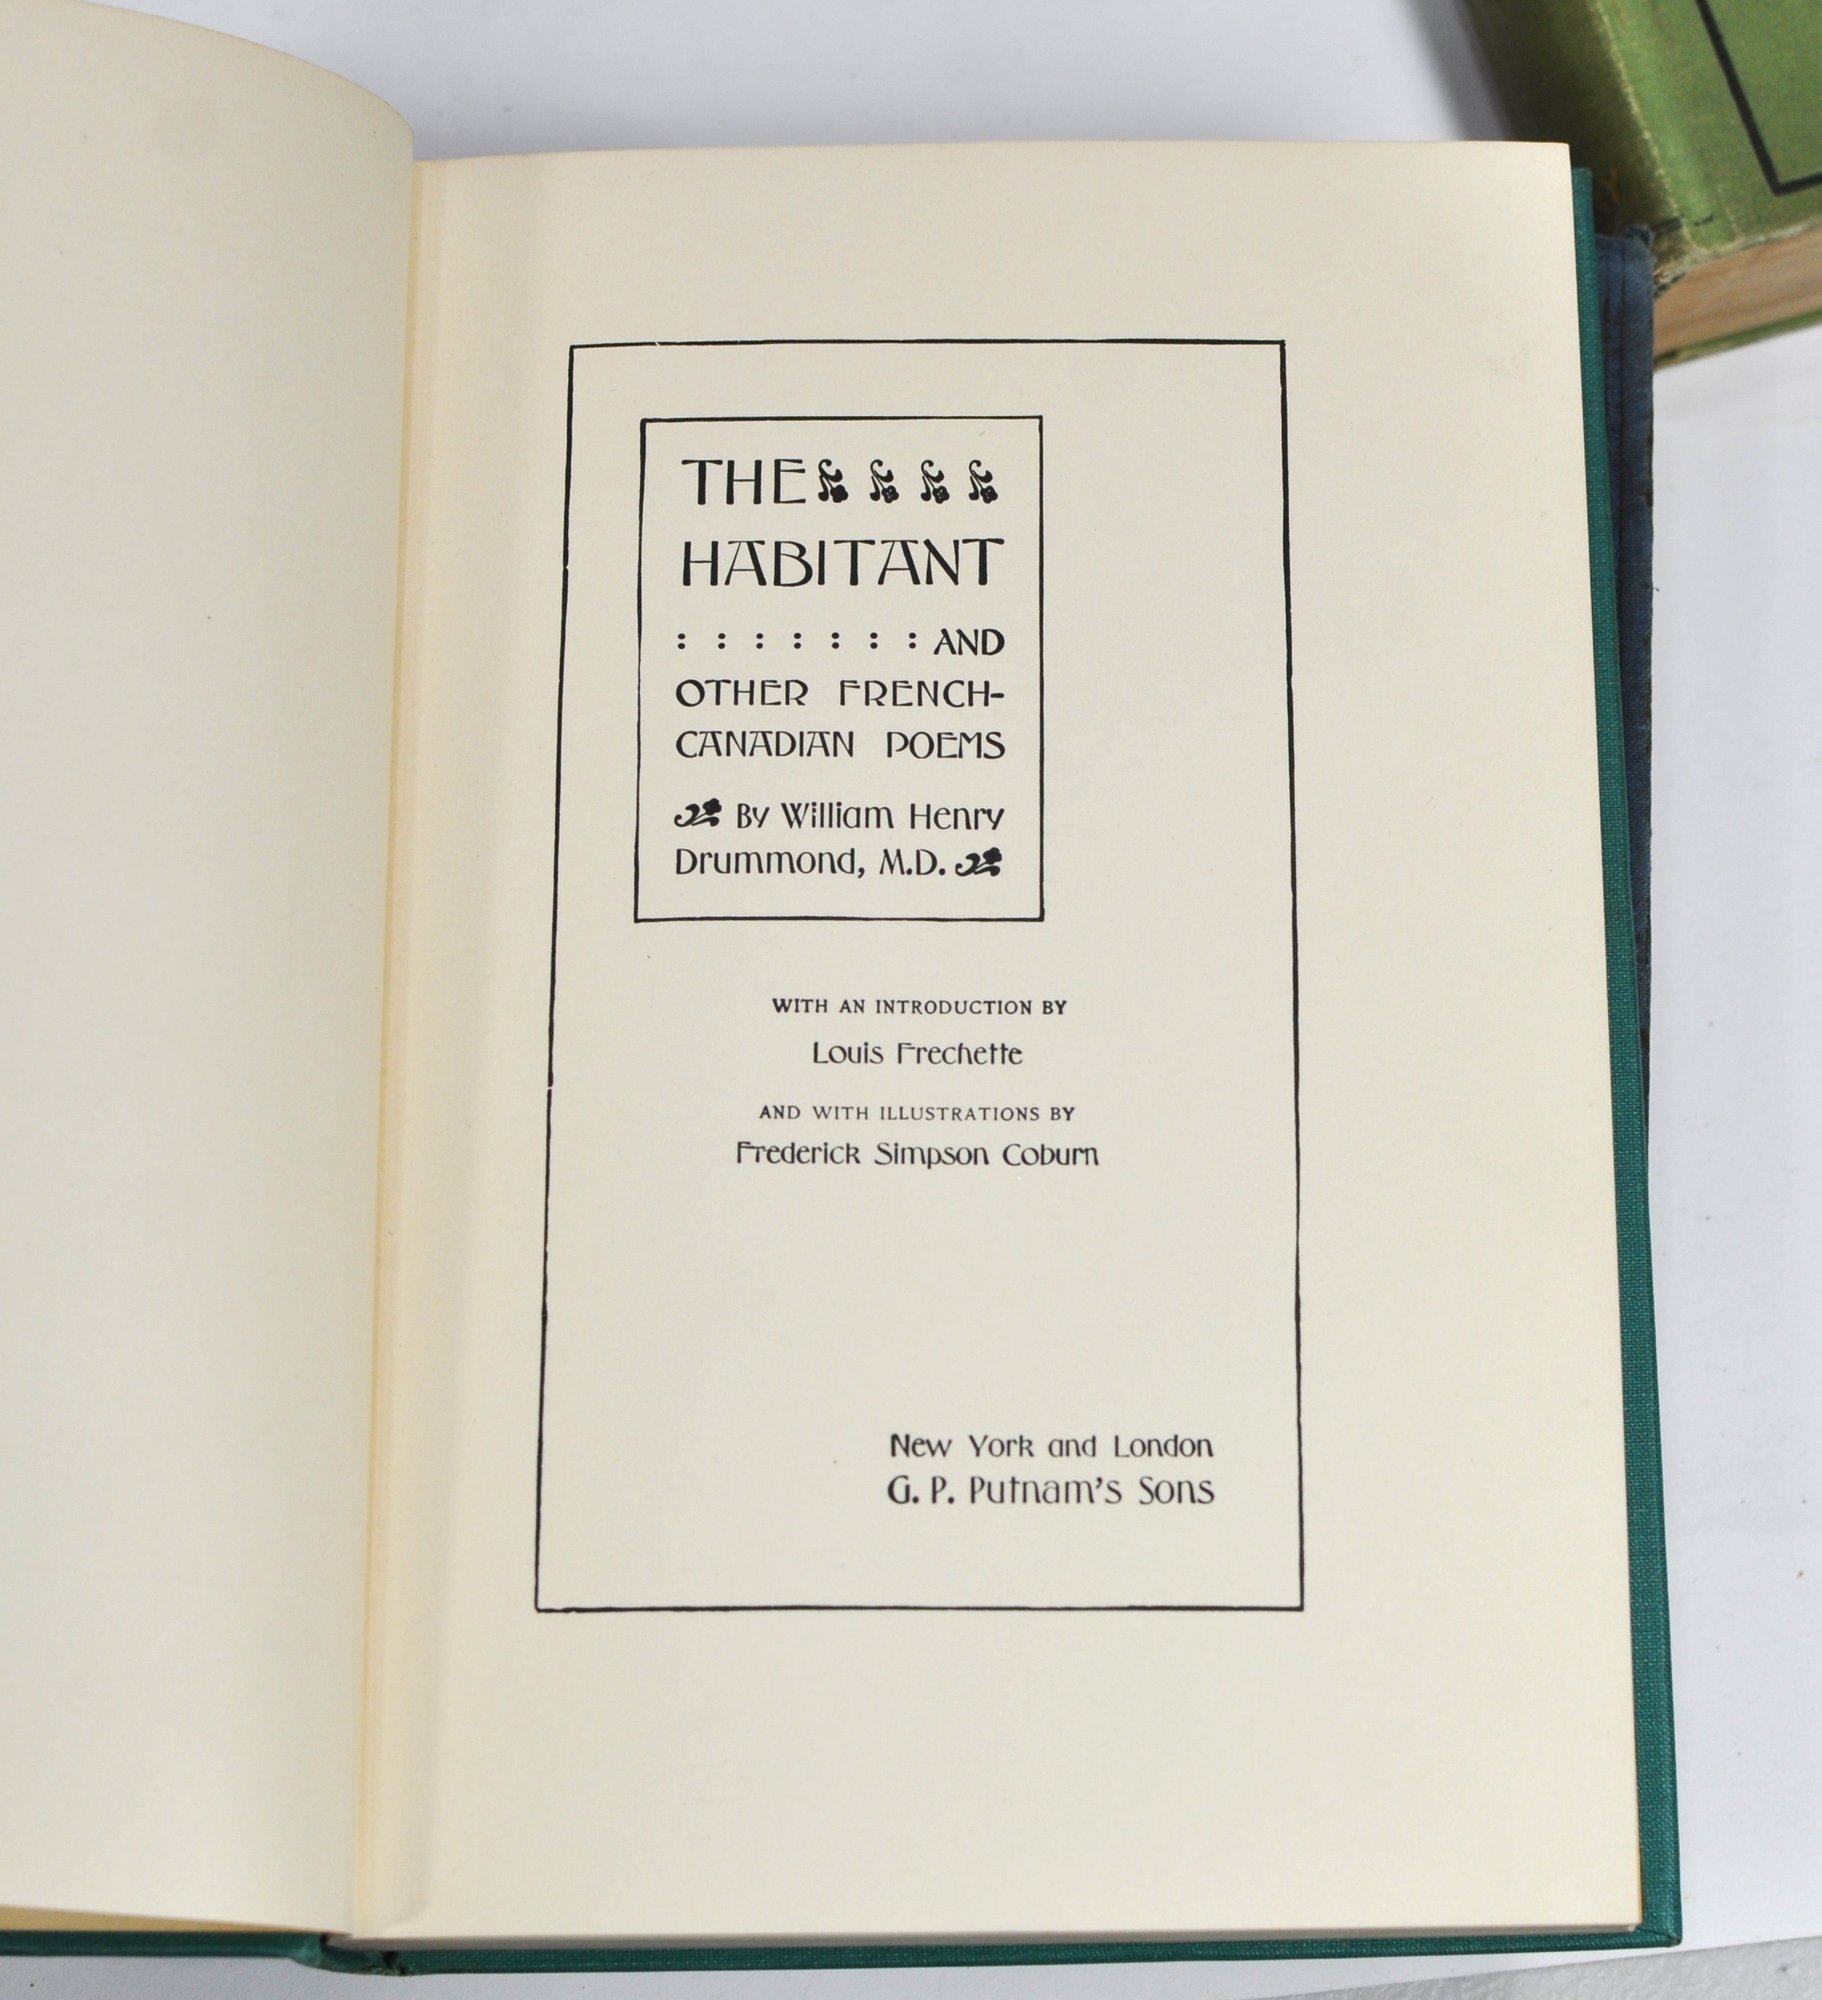 THE
HABITANT
: : : : : : : AND
OTHER FRENCH-
CANADIAN POEMS
By William Henry
Drummond, M.D.
WITH AN INTRODUCTION BY
Louis Frechette
AND WITH ILLUSTRATIONS BY
Frederick Simpson Coburn
New York and London
G. P. Putnam's Sons